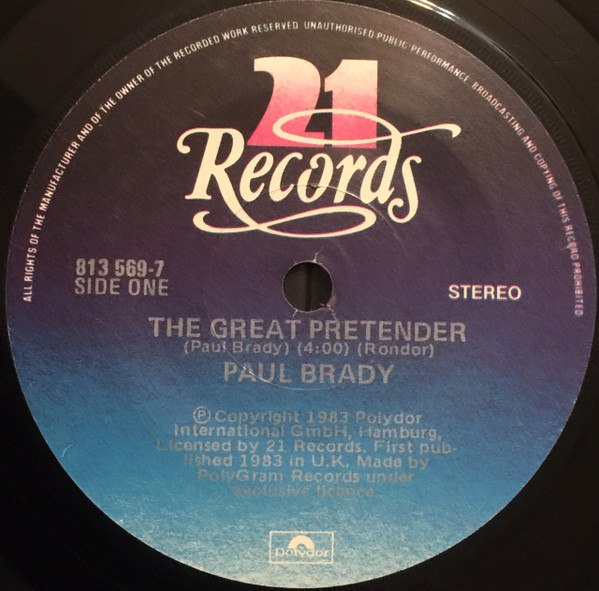 ALL RIGHTS OF THE MANUFACTURER AND OF THE OWNER OF THE RECORDED WORK RESERVED. UNAUTHORISED PUBLIC PERFORMANCE, BROADCASTING AND COPYING OF THIS RECORD PROHIBITED
21
Records
813 569-7
SIDE ONE
STEREO
THE GREAT PRETENDER
(Paul Brady) (4:00) (Rondor)
PAUL BRADY
Ⓟ Copyright 1983 Polydor
International GmbH, Hamburg,
Licensed by 21 Records. First pub-
lished 1983 in U.K. Made by
PolyGram Records under
exclusive licence
polydor